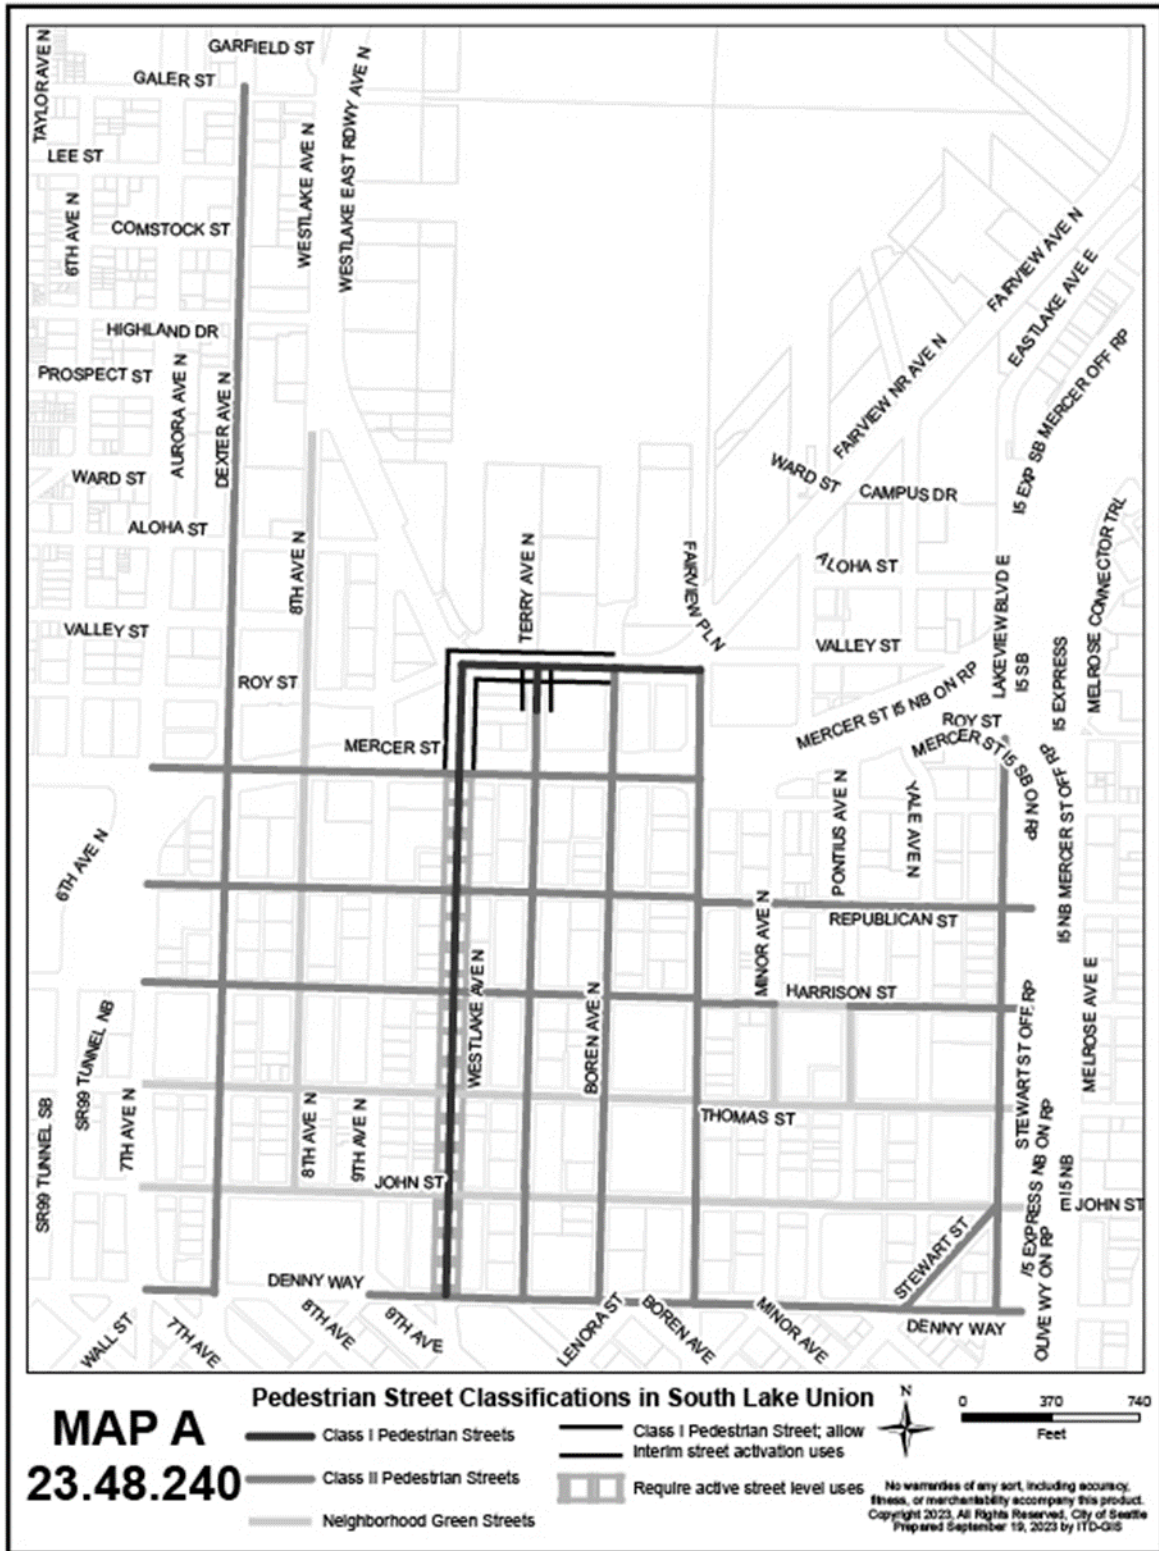 GARFIELD ST
TAYLOR AVE N
GALER ST
WESTLAKE AVE N
WESTLAKE EAST RDWY AVE N
LEE ST
6TH AVE N
COMSTOCK ST
FAIRVIEW AVE N
EASTLAKE AVE E
HIGHLAND DR
PROSPECT ST
AURORA AVE N
DEXTER AVE N
FAIRVIEW NR AVE N
I5 EXP SB MERCER OFF RP
WARD ST
WARD ST
CAMPUS DR
ALOHA ST
8TH AVE N
TERRY AVE N
FAIRVIEW PL N
ALOHA ST
LAKEVIEW BLVD E
MELROSE CONNECTOR TRL
VALLEY ST
VALLEY ST
I5 SB
I5 EXPRESS
ROY ST
MERCER ST I5 NB ON RP
ROY ST
MERCER ST
MERCER ST I5 SB ON RP
PONTIUS AVE N
YALE AVE N
I5 NB MERCER ST OFF RP
6TH AVE N
MINOR AVE N
REPUBLICAN ST
WESTLAKE AVE N
BOREN AVE N
HARRISON ST
SR99 TUNNEL NB
STEWART ST OFF RP
MELROSE AVE E
SR99 TUNNEL SB
7TH AVE N
8TH AVE N
9TH AVE N
THOMAS ST
JOHN ST
I5 EXPRESS NB ON RP
I5 NB
E JOHN ST
STEWART ST
DENNY WAY
OLIVE WY ON RP
WALL ST
7TH AVE
8TH AVE
9TH AVE
LENORA ST
BOREN AVE
MINOR AVE
DENNY WAY
MAP A
23.48.240
Pedestrian Street Classifications in South Lake Union
Class I Pedestrian Streets
Class II Pedestrian Streets
Neighborhood Green Streets
Class I Pedestrian Street; allow
Interim street activation uses
Require active street level uses
N
0 370 740
Feet
No warranties of any sort, including accuracy,
fitness, or merchantability accompany this product.
Copyright 2023, All Rights Reserved, City of Seattle
Prepared September 19, 2023 by ITD-GIS